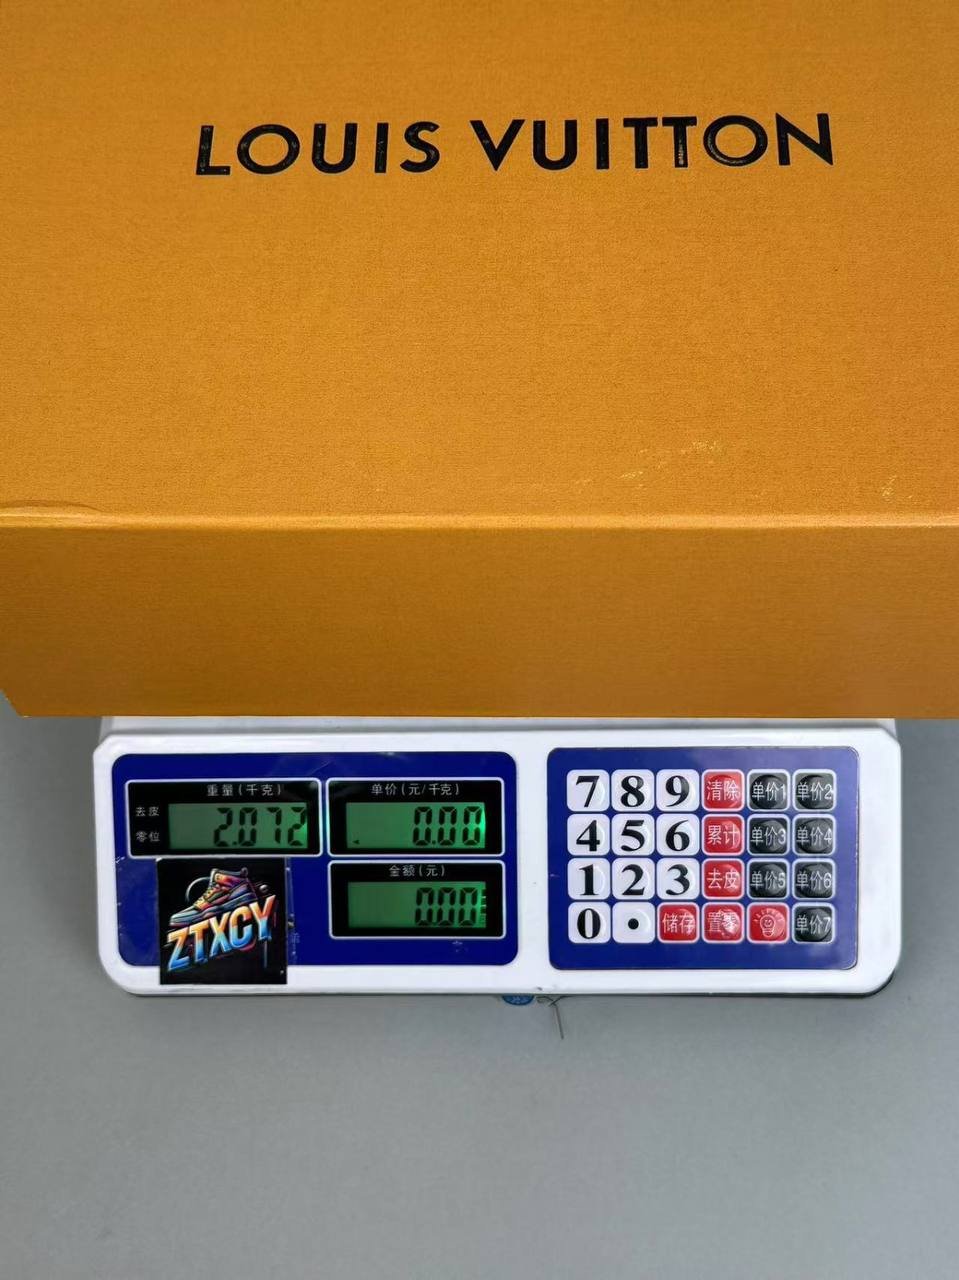 LOUIS VUITTON
重量(千克)
去皮
零位
2.072
单价(元/千克)
0.00
金额(元)
0.00
ZTXCY
7 8 9 清除 单价1 单价2
4 5 6 累计 单价3 单价4
1 2 3 去皮 单价5 单价6
0 . 储存 置零 单价7